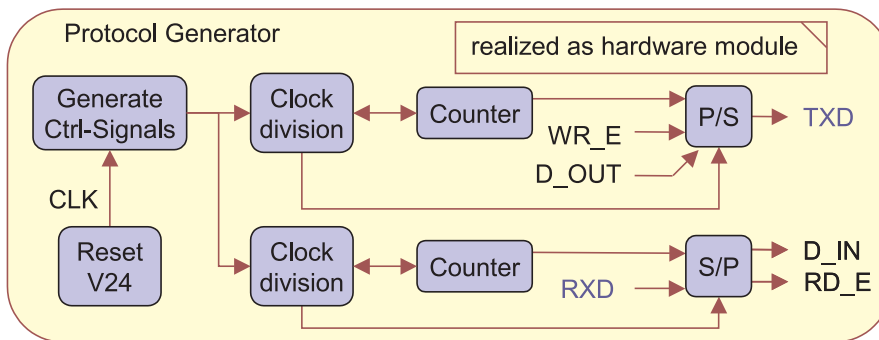 Protocol Generator
realized as hardware module
Generate
Ctrl-Signals
Clock
division
Counter
P/S
TXD
WR_E
D_OUT
CLK
Reset
V24
Clock
division
Counter
RXD
S/P
D_IN
RD_E